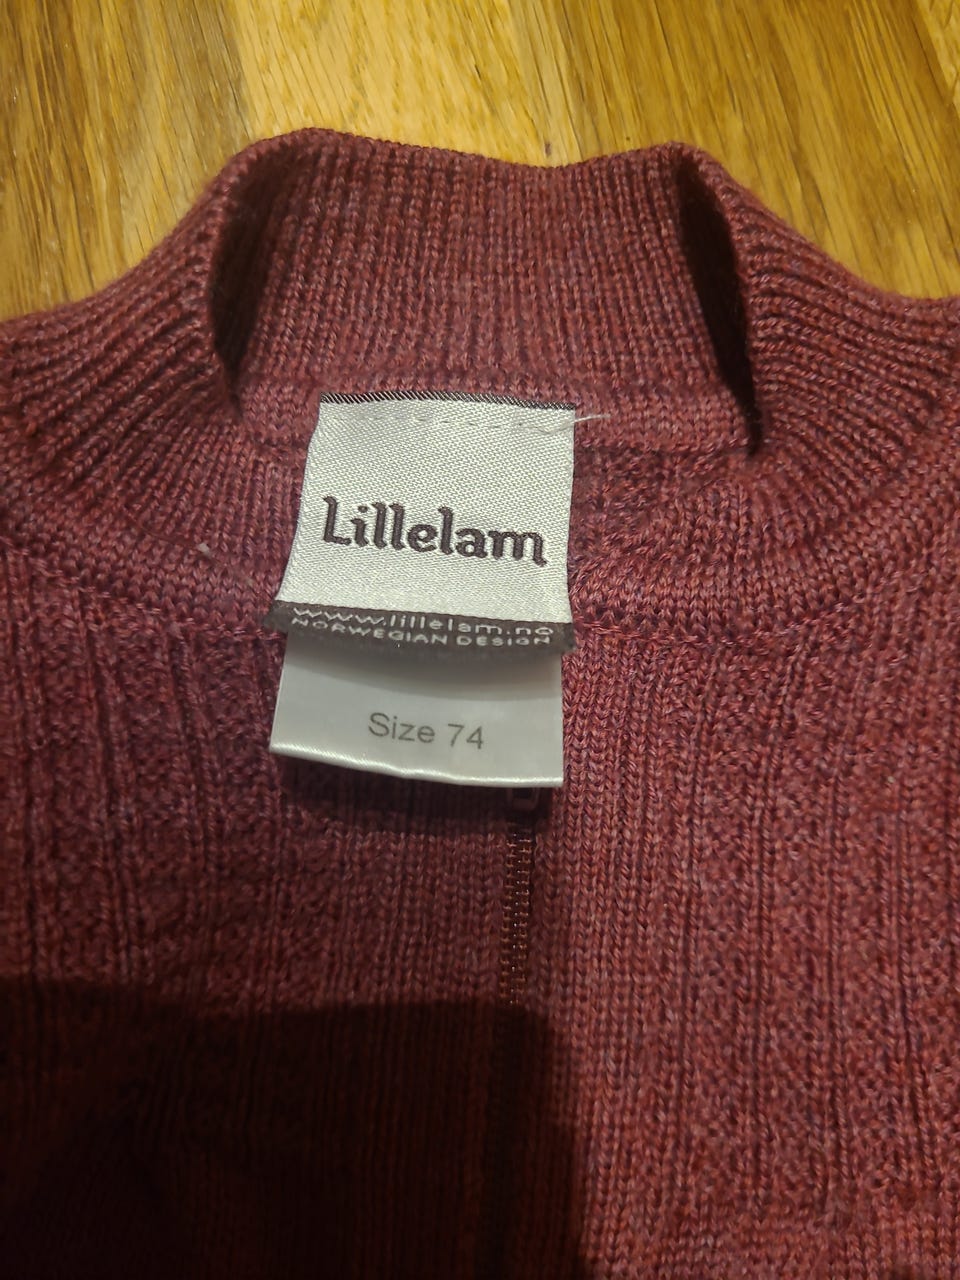 Lillelam
www.lillelam.no
NORWEGIAN DESIGN
Size 74